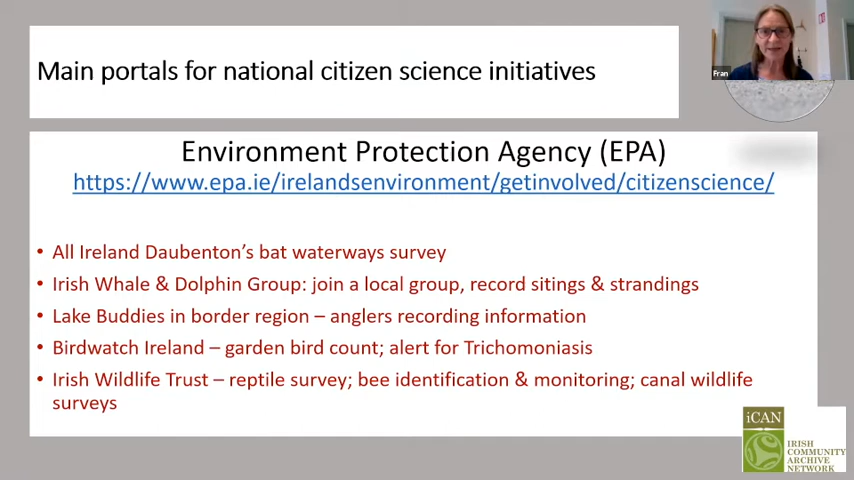 Main portals for national citizen science initiatives
Fran
Environment Protection Agency (EPA)
https://www.epa.ie/irelandsenvironment/getinvolved/citizenscience/
• All Ireland Daubenton's bat waterways survey
• Irish Whale & Dolphin Group: join a local group, record sitings & strandings
• Lake Buddies in border region – anglers recording information
• Birdwatch Ireland – garden bird count; alert for Trichomoniasis
• Irish Wildlife Trust – reptile survey; bee identification & monitoring; canal wildlife
surveys
iCAN
IRISH
COMMUNITY
ARCHIVE
NETWORK